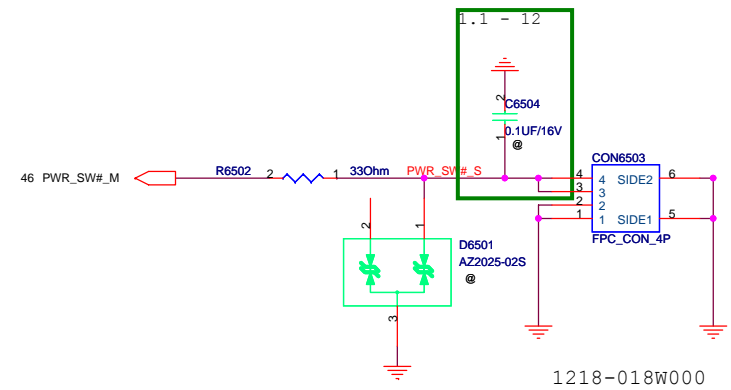 1.1 - 12
2
C6504
0.1UF/16V
1
@
CON6503
46 PWR_SW#_M
R6502
2
1
33Ohm
PWR_SW#_S
4
3
2
1
4
3
2
1
SIDE2
SIDE1
6
5
FPC_CON_4P
2
1
D6501
AZ2025-02S
@
3
1218-018W000